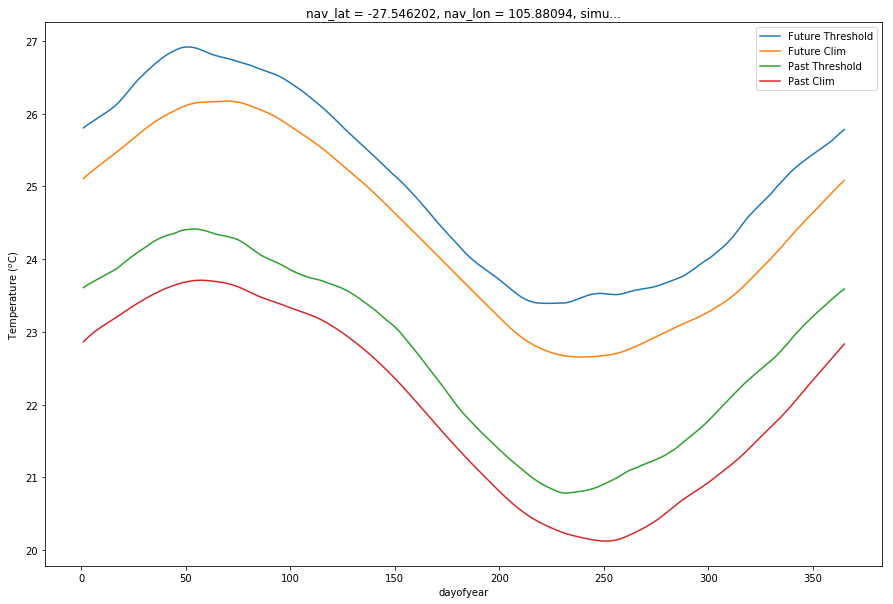 nav_lat = -27.546202, nav_lon = 105.88094, simu...
Future Threshold
Future Clim
Past Threshold
Past Clim
Temperature (°C)
27
26
25
24
23
22
21
20
0 50 100 150 200 250 300 350
dayofyear